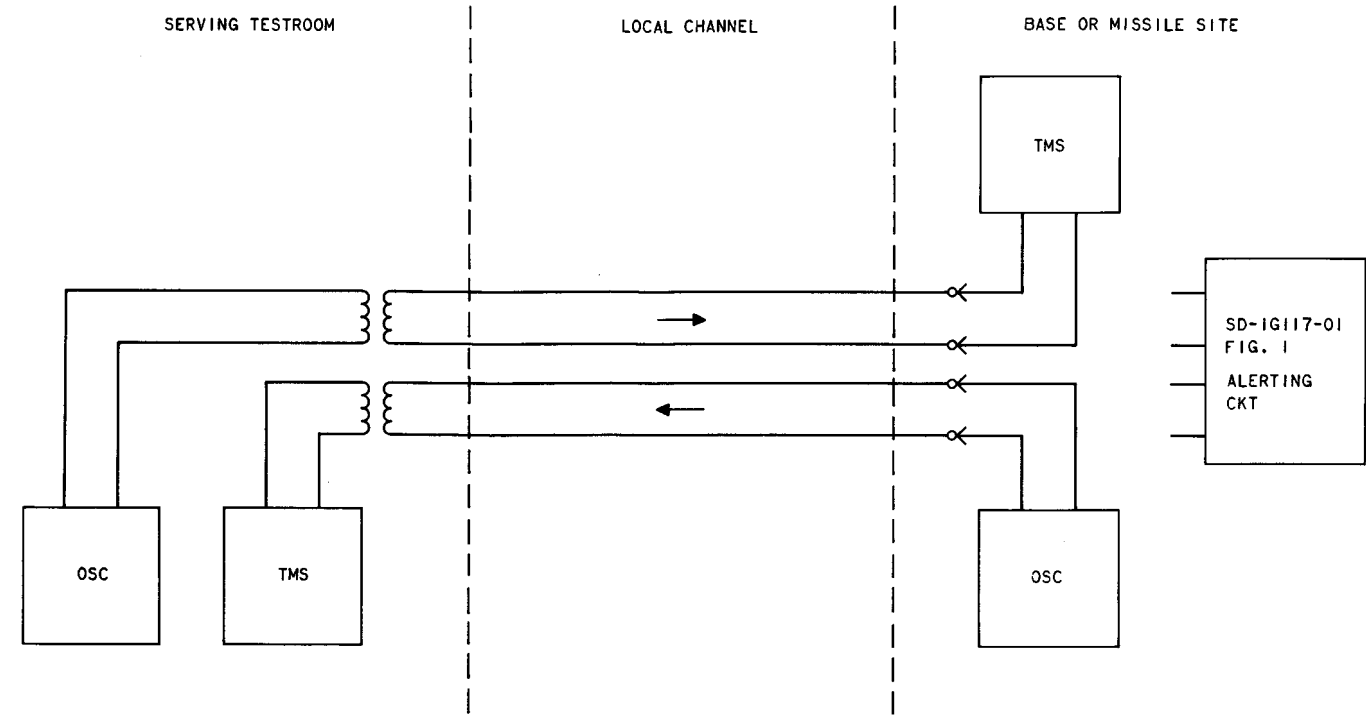 SERVING TESTROOM
LOCAL CHANNEL
BASE OR MISSILE SITE
TMS
SD-1G117-01
FIG. 1
ALERTING
CKT
OSC
TMS
OSC